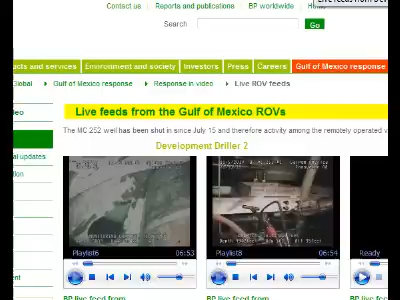 Contact us | Reports and publications | BP worldwide | Home
Search Go
Products and services Environment and society Investors Press Careers Gulf of Mexico response
Global Gulf of Mexico response Response in video Live ROV feeds
Live feeds from the Gulf of Mexico ROVs
The MC 252 well has been shut in since July 15 and therefore activity among the remotely operated v
al updates
Development Driller 2
Playlist6 06:53
Playlist8 06:54
Ready
BP live feed from
BP live feed from
BP live feed from